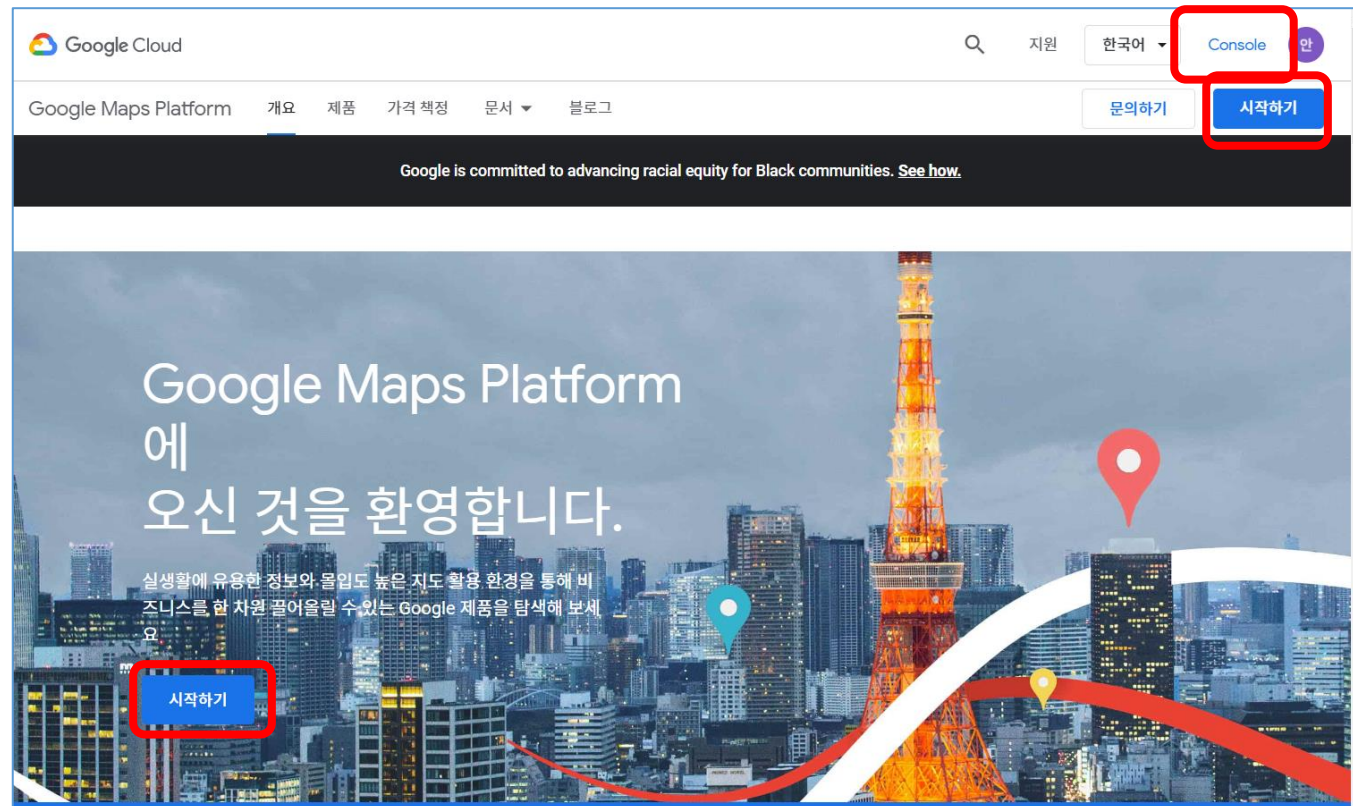 Google Cloud
지원
한국어
Console
안
Google Maps Platform
개요
제품
가격 책정
문서
블로그
문의하기
시작하기
Google is committed to advancing racial equity for Black communities. See how.
Google Maps Platform
에
오신 것을 환영합니다.
실생활에 유용한 정보와 몰입도 높은 지도 활용 환경을 통해 비
즈니스를 한 차원 끌어올릴 수 있는 Google 제품을 탐색해 보세
요
시작하기